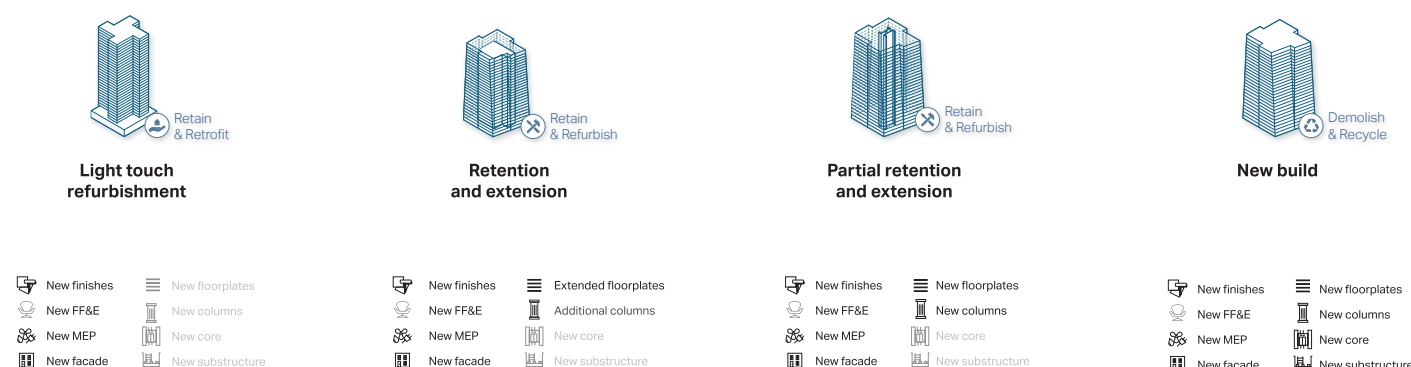 Retain
& Retrofit
Light touch
refurbishment
New finishes
New floorplates
New FF&E
New columns
New MEP
New core
New facade
New substructure
Retain
& Refurbish
Retention
and extension
New finishes
Extended floorplates
New FF&E
Additional columns
New MEP
New core
New facade
New substructure
Retain
& Refurbish
Partial retention
and extension
New finishes
New floorplates
New FF&E
New columns
New MEP
New core
New facade
New substructure
Demolish
& Recycle
New build
New finishes
New floorplates
New FF&E
New columns
New MEP
New core
New facade
New substructure